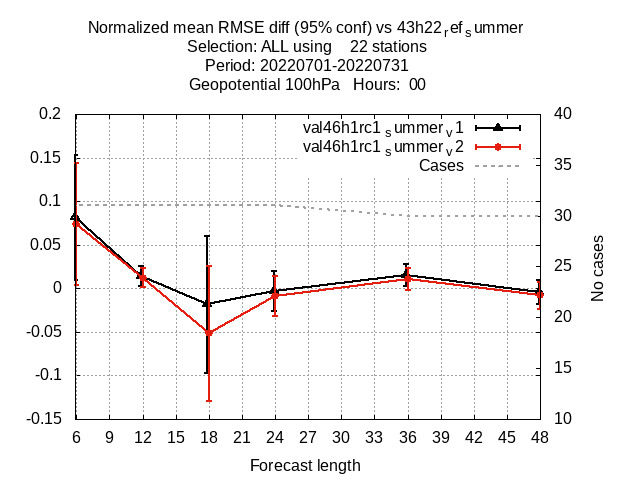 Normalized mean RMSE diff (95% conf) vs 43h22ᵣefₛummer
Selection: ALL using    22 stations
Period: 20220701-20220731
Geopotential 100hPa   Hours:  00
val46h1rc1ₛummerᵥ1
val46h1rc1ₛummerᵥ2
Cases
0.2
0.15
0.1
0.05
0
-0.05
-0.1
-0.15
40
35
30
25
20
15
10
No cases
6 9 12 15 18 21 24 27 30 33 36 39 42 45 48
Forecast length